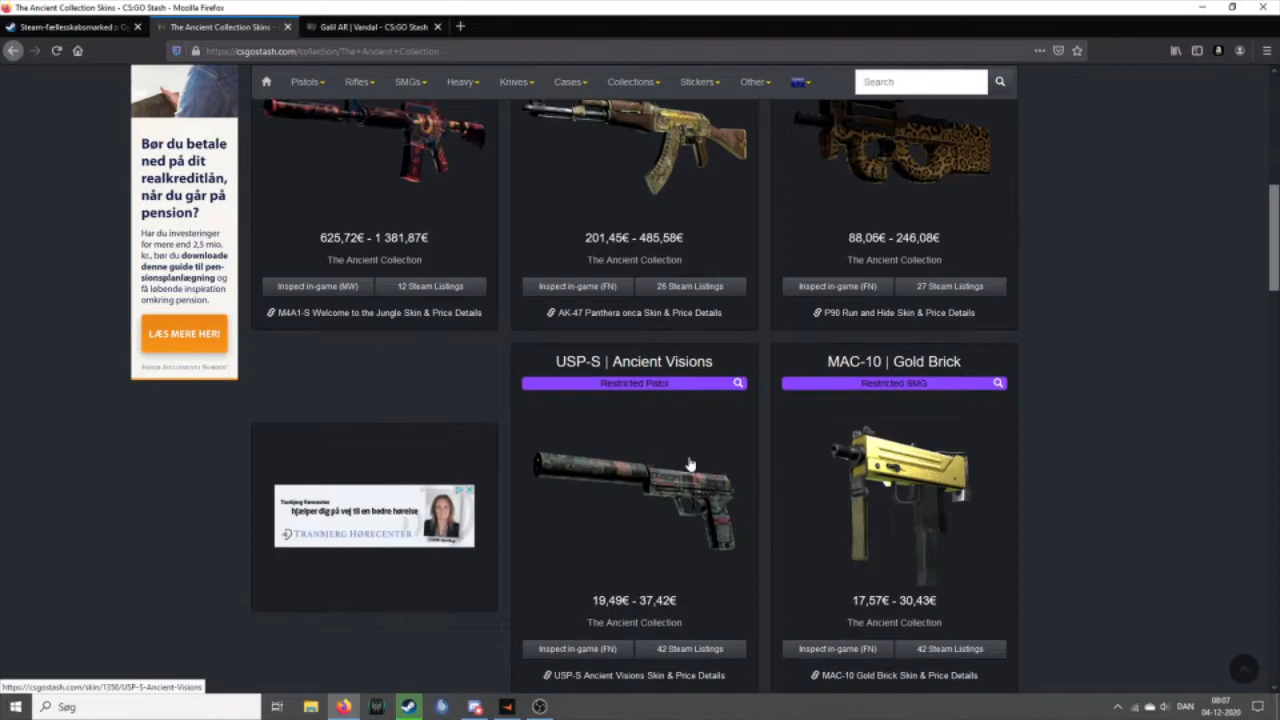 The Ancient Collection Skins - CS:GO Stash - Mozilla Firefox
Steam-fællesskabsmarked ::
The Ancient Collection Skins -
Galil AR | Vandal - CS:GO Stash
https://csgostash.com/collection/The+Ancient+Collection
Pistols
Rifles
SMGs
Heavy
Knives
Cases
Collections
Stickers
Other
Search
Bør du betale
ned på dit
realkreditlån,
når du går på
pension?
Har du investeringer
for mere end 2,5 mio.
kr., bør du downloade
denne guide til pen-
sionsplanlægning og
få løbende inspiration
omkring pension.
LÆS MERE HER!
FISHER INVESTMENTS NORDEN
625,72€ - 1 381,87€
The Ancient Collection
Inspect in-game (MW)
12 Steam Listings
M4A1-S Welcome to the Jungle Skin & Price Details
201,45€ - 485,58€
The Ancient Collection
Inspect in-game (FN)
26 Steam Listings
AK-47 Panthera onca Skin & Price Details
88,06€ - 246,08€
The Ancient Collection
Inspect in-game (FN)
27 Steam Listings
P90 Run and Hide Skin & Price Details
Tranbjerg Hørecenter
hjælper dig på vej til en bedre hørelse
TRANBJERG HØRECENTER
USP-S | Ancient Visions
Restricted Pistol
19,49€ - 37,42€
The Ancient Collection
Inspect in-game (FN)
42 Steam Listings
USP-S Ancient Visions Skin & Price Details
MAC-10 | Gold Brick
Restricted SMG
17,57€ - 30,43€
The Ancient Collection
Inspect in-game (FN)
42 Steam Listings
MAC-10 Gold Brick Skin & Price Details
https://csgostash.com/skin/1356/USP-S-Ancient-Visions
Søg
DAN
08:07
04-12-2020